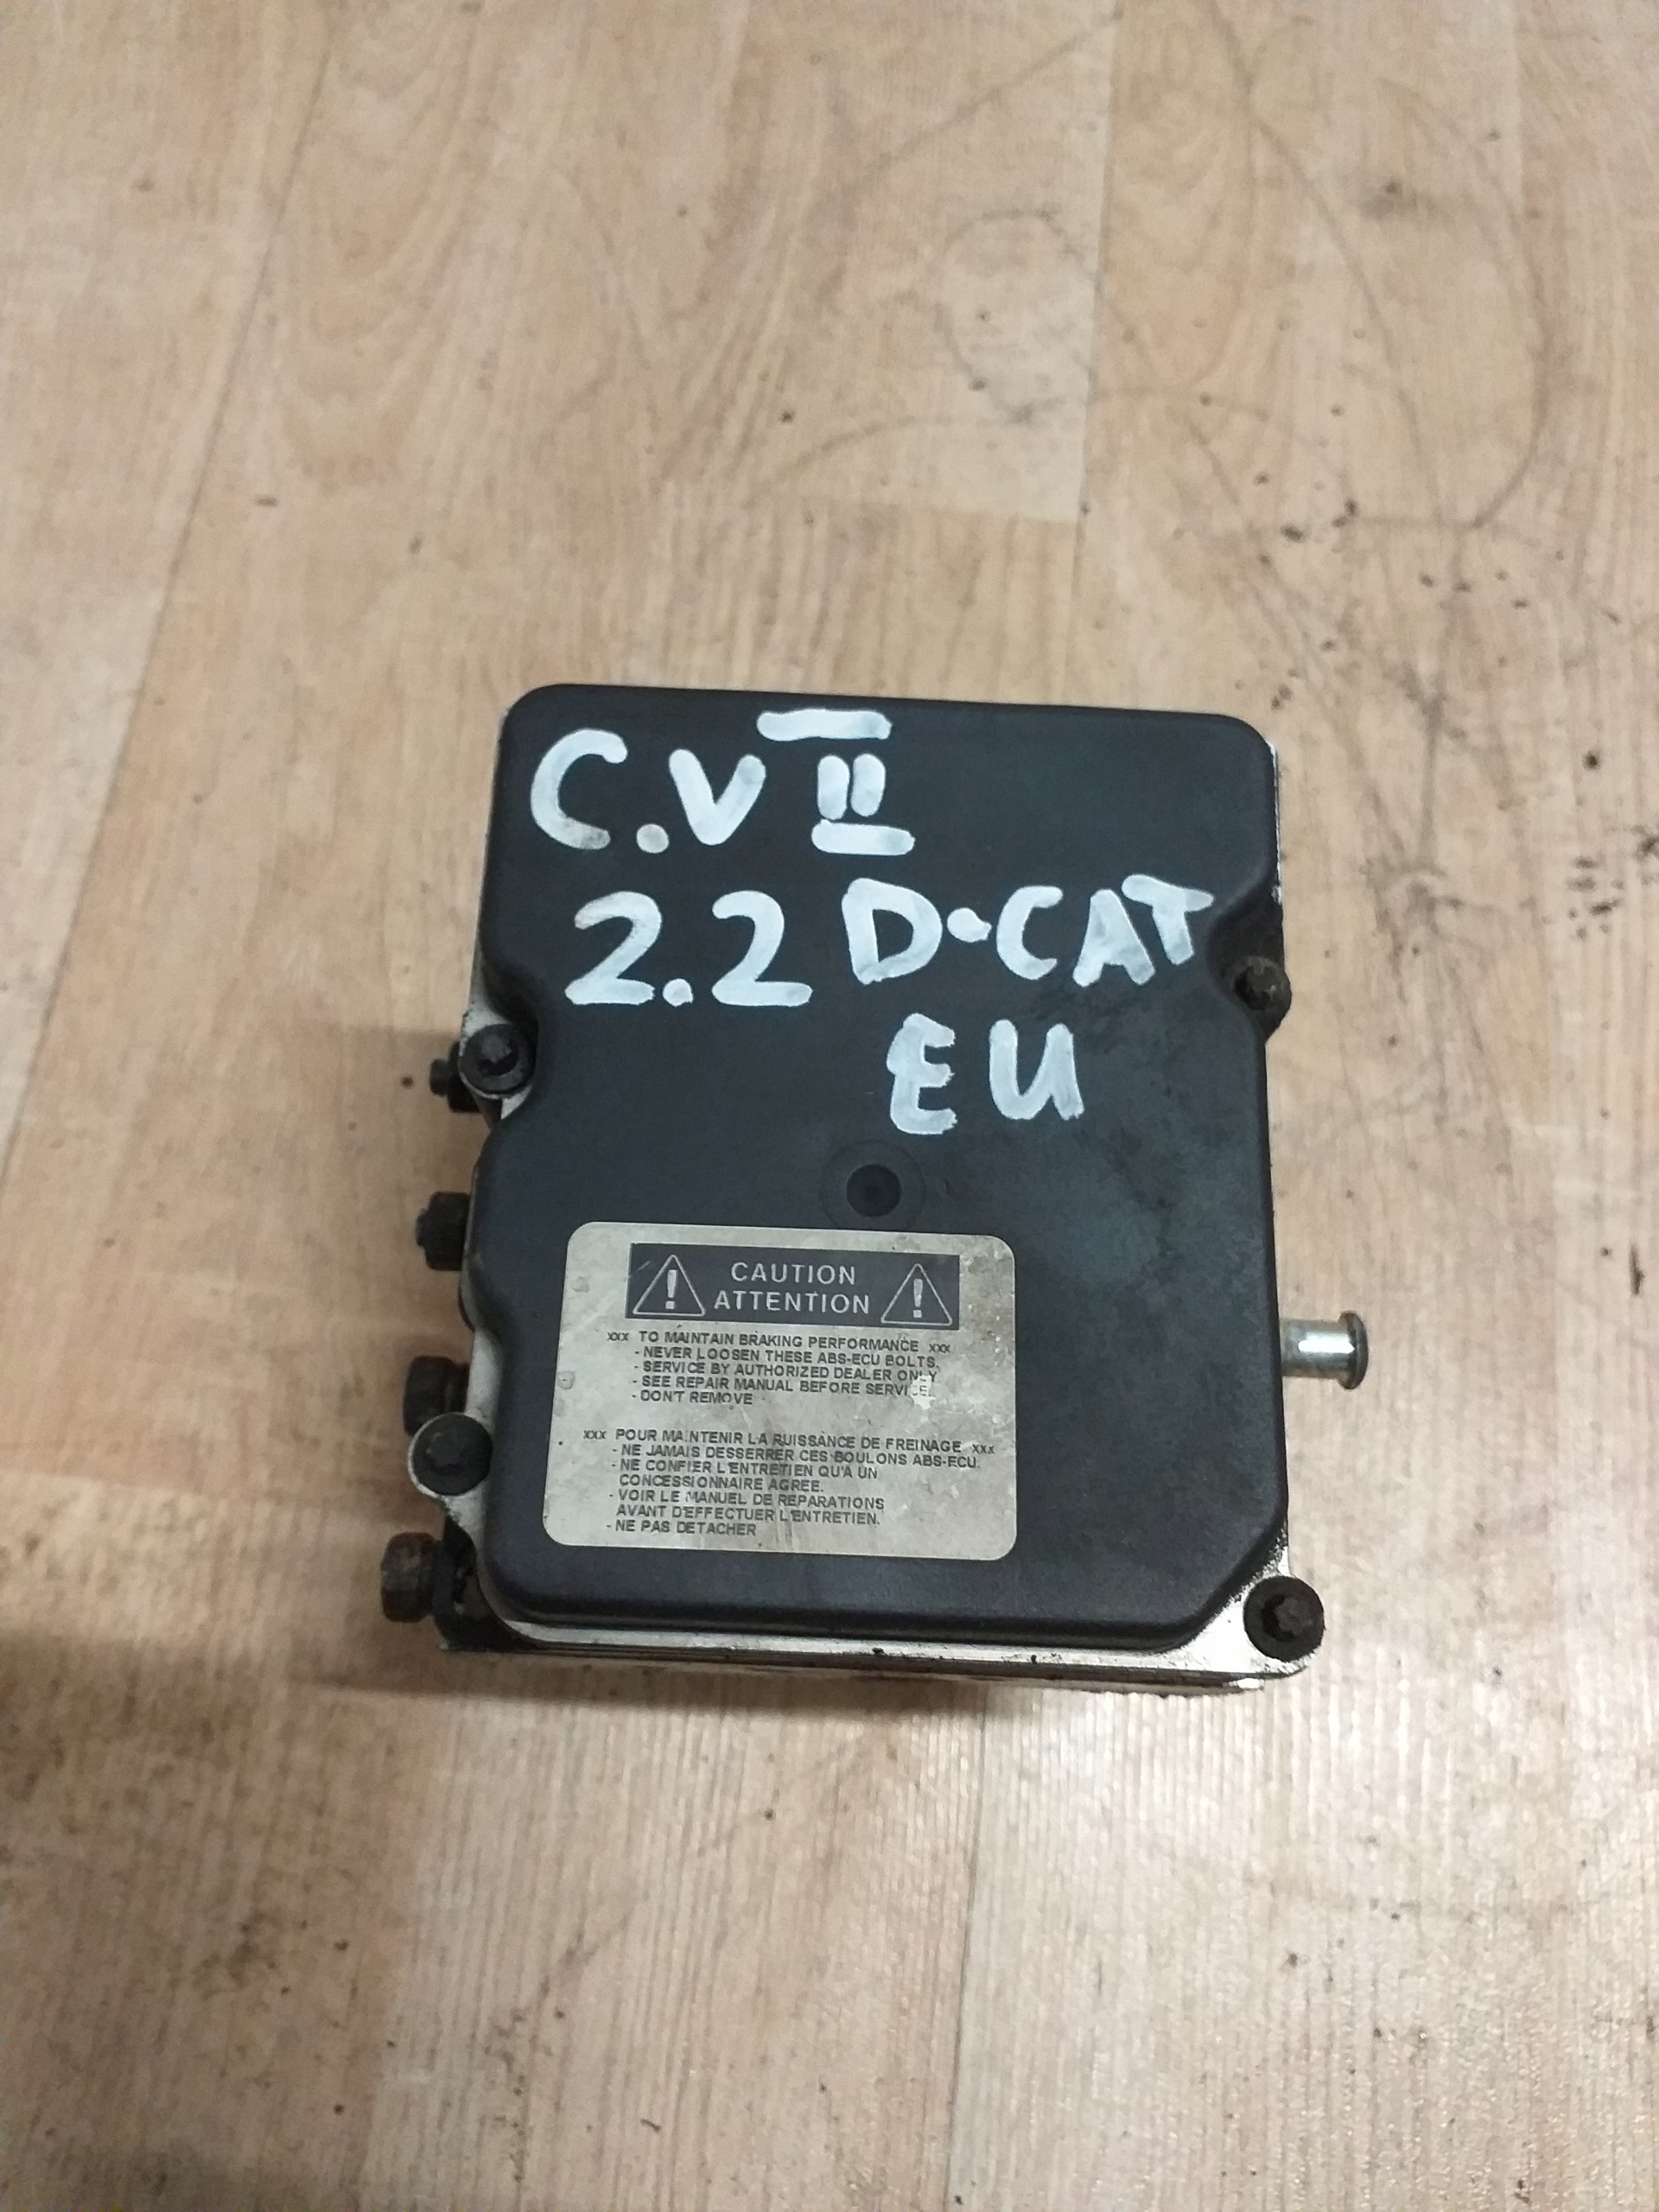 C.V II
2.2 D-CAT
EU
CAUTION
ATTENTION
xxx TO MAINTAIN BRAKING PERFORMANCE xxx
- NEVER LOOSEN THESE ABS-ECU BOLTS.
- SERVICE BY AUTHORIZED DEALER ONLY.
- SEE REPAIR MANUAL BEFORE SERVICE.
- DON'T REMOVE
xxx POUR MAINTENIR LA PUISSANCE DE FREINAGE xxx
- NE JAMAIS DESSERRER CES BOULONS ABS-ECU.
- NE CONFIER L'ENTRETIEN QU'A UN
CONCESSIONNAIRE AGREE.
- VOIR LE MANUEL DE REPARATIONS
AVANT D'EFFECTUER L'ENTRETIEN.
- NE PAS DETACHER